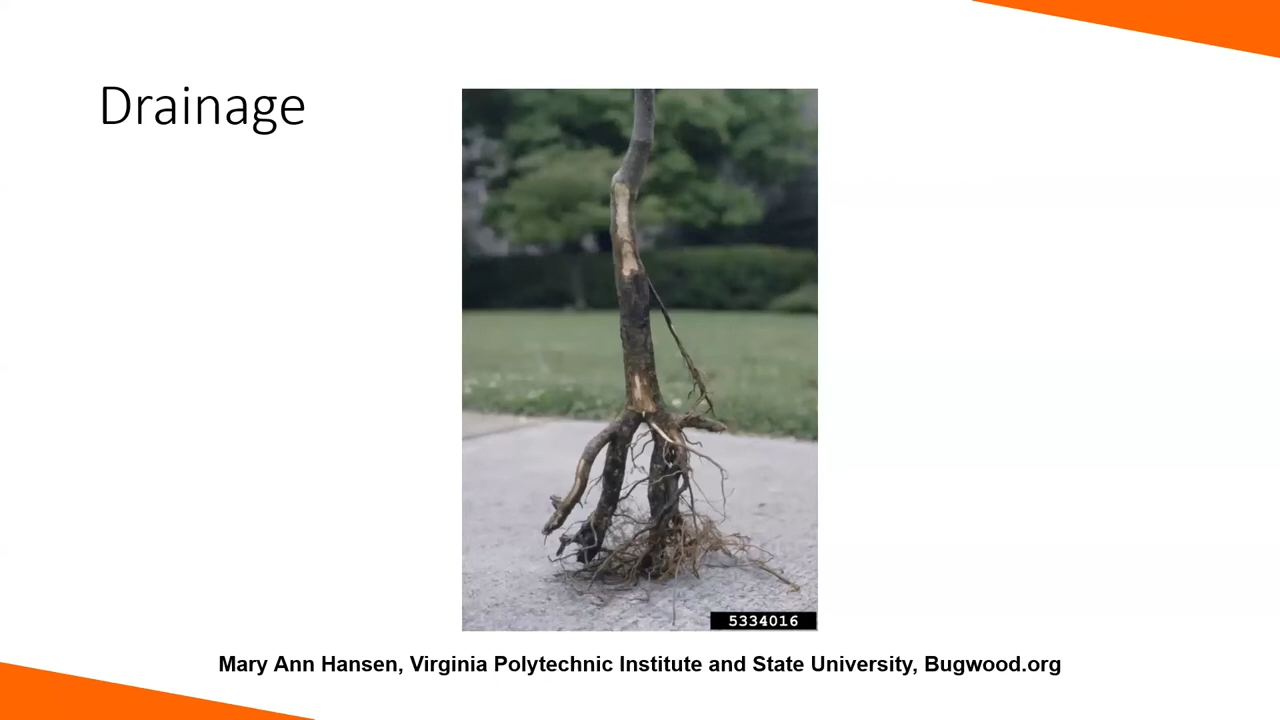 Drainage
5334016
Mary Ann Hansen, Virginia Polytechnic Institute and State University, Bugwood.org